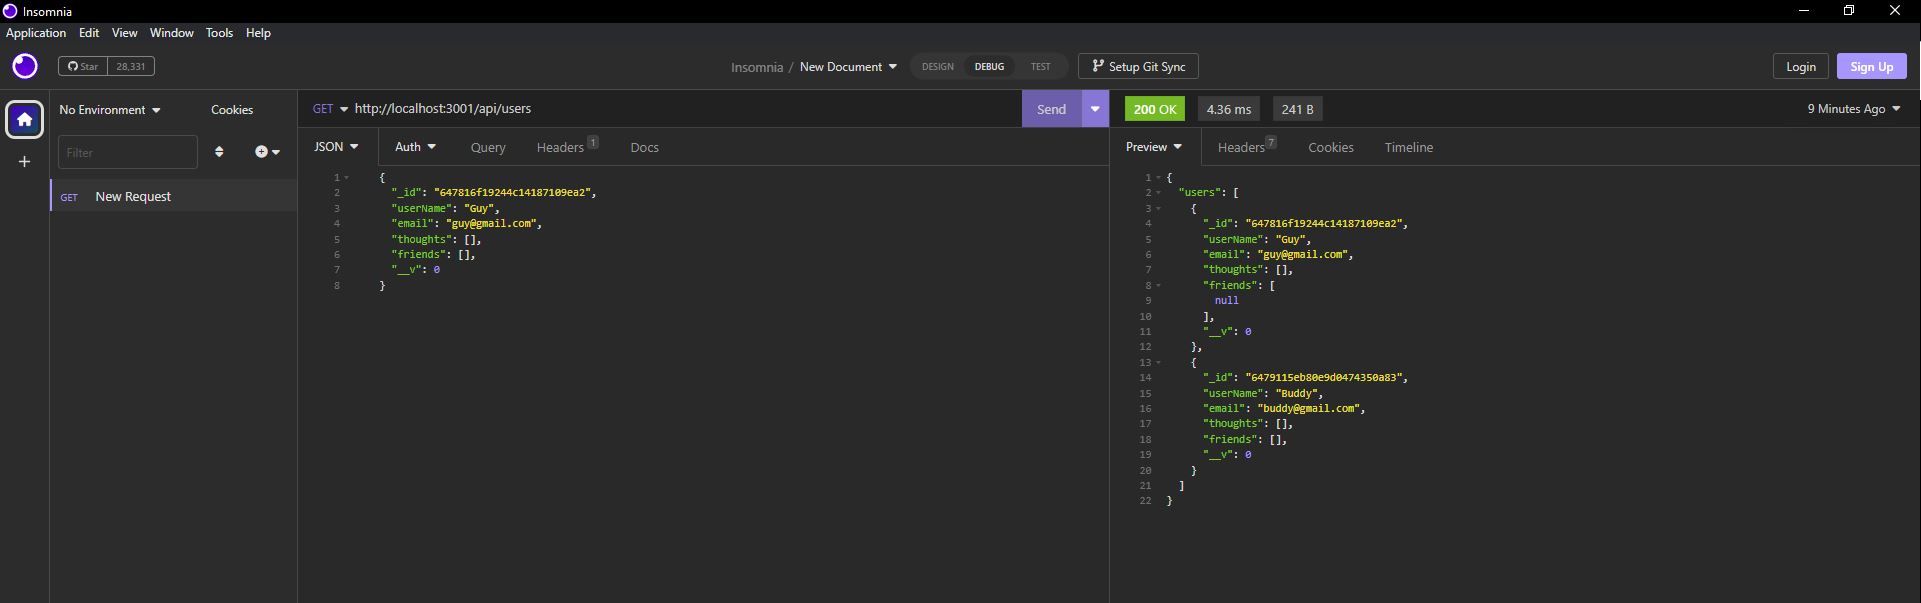 Insomnia
Application Edit View Window Tools Help
Star 28,331
Insomnia / New Document
DESIGN DEBUG TEST
Setup Git Sync
Login
Sign Up
No Environment
Cookies
Filter
GET New Request
GET http://localhost:3001/api/users
Send
JSON Auth Query Headers 1 Docs
1 {
2 "_id": "647816f19244c14187109ea2",
3 "userName": "Guy",
4 "email": "guy@gmail.com",
5 "thoughts": [],
6 "friends": [],
7 "__v": 0
8 }
200 OK 4.36 ms 241 B
9 Minutes Ago
Preview Headers 7 Cookies Timeline
1 {
2 "users": [
3 {
4 "_id": "647816f19244c14187109ea2",
5 "userName": "Guy",
6 "email": "guy@gmail.com",
7 "thoughts": [],
8 "friends": [
9 null
10 ],
11 "__v": 0
12 },
13 {
14 "_id": "6479115eb80e9d0474350a83",
15 "userName": "Buddy",
16 "email": "buddy@gmail.com",
17 "thoughts": [],
18 "friends": [],
19 "__v": 0
20 }
21 ]
22 }